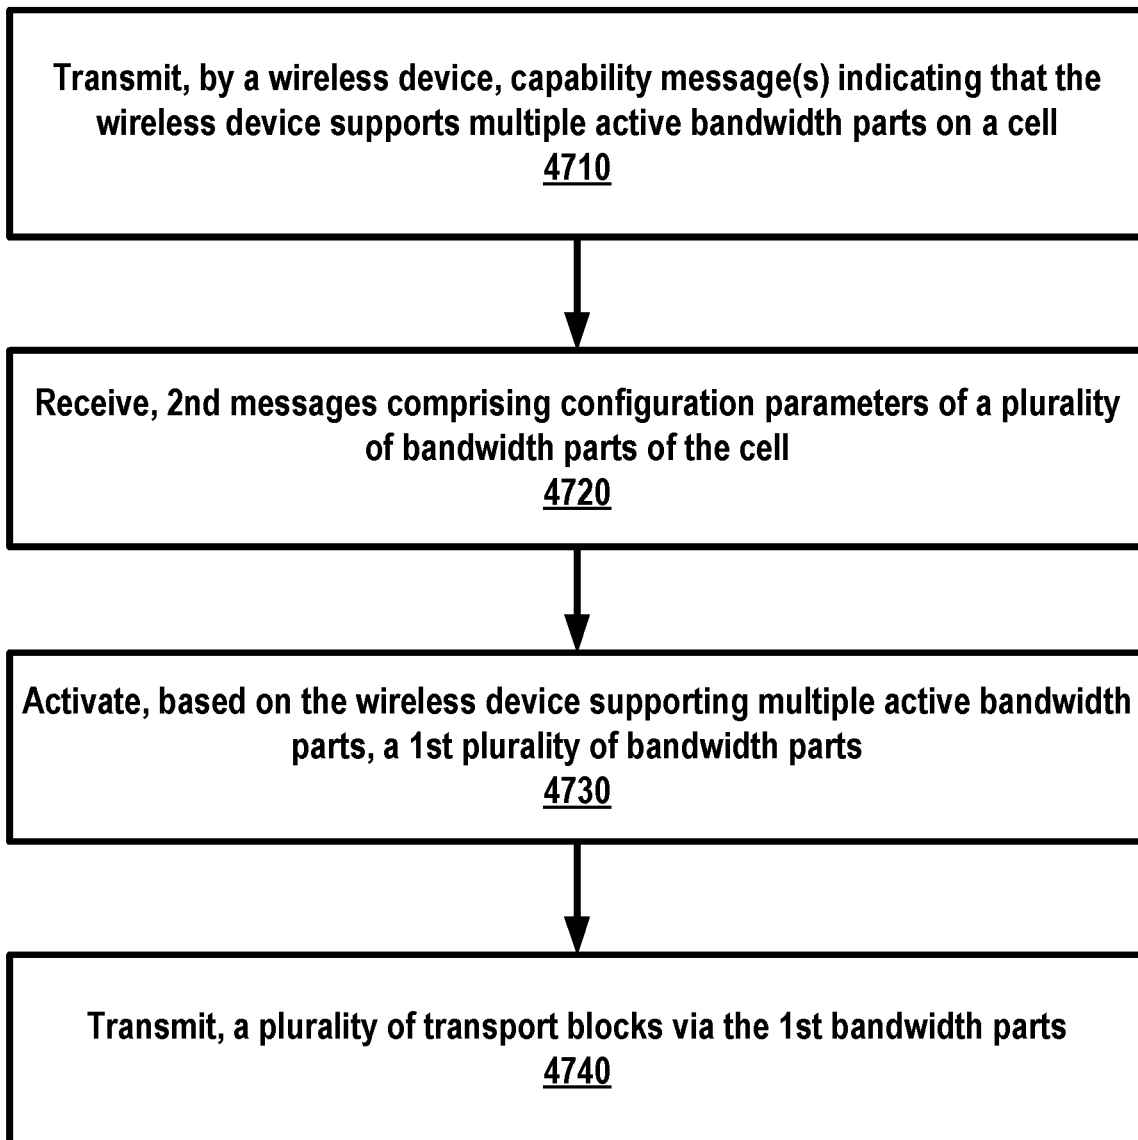 Transmit, by a wireless device, capability message(s) indicating that the
wireless device supports multiple active bandwidth parts on a cell
4710
Receive, 2nd messages comprising configuration parameters of a plurality
of bandwidth parts of the cell
4720
Activate, based on the wireless device supporting multiple active bandwidth
parts, a 1st plurality of bandwidth parts
4730
Transmit, a plurality of transport blocks via the 1st bandwidth parts
4740